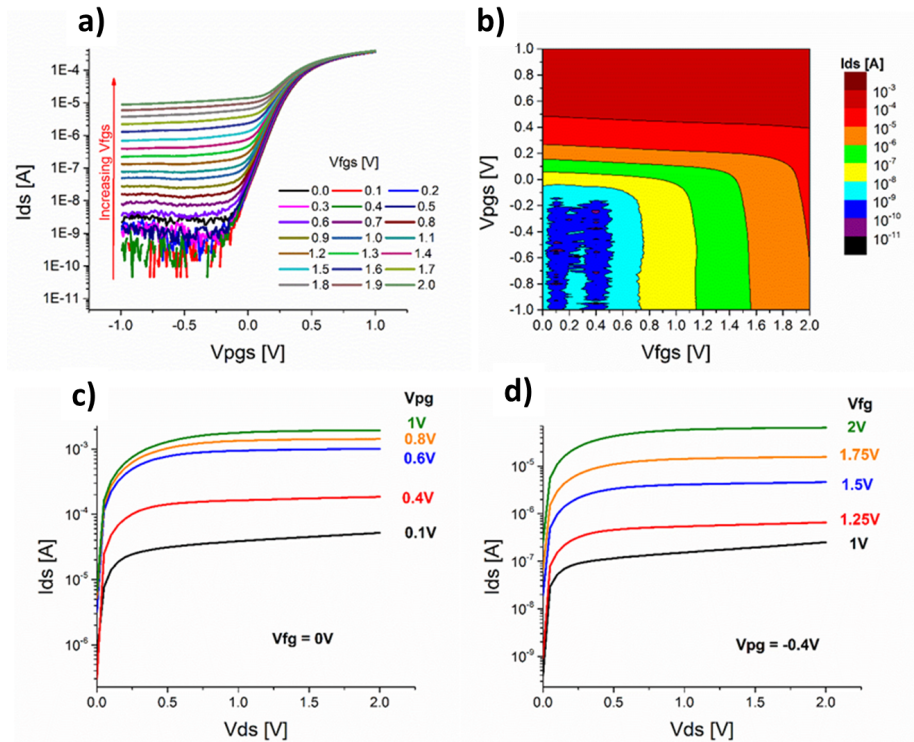 a)
1E-4
1E-5
1E-6
1E-7
1E-8
1E-9
1E-10
1E-11
Ids [A]
Increasing Vfgs
Vfgs [V]
0.0 0.1 0.2
0.3 0.4 0.5
0.6 0.7 0.8
0.9 1.0 1.1
1.2 1.3 1.4
1.5 1.6 1.7
1.8 1.9 2.0
-1.0 -0.5 0.0 0.5 1.0
Vpgs [V]
b)
1.0
0.8
0.6
0.4
0.2
0.0
-0.2
-0.4
-0.6
-0.8
-1.0
Vpgs [V]
0.0 0.2 0.4 0.6 0.8 1.0 1.2 1.4 1.6 1.8 2.0
Vfgs [V]
Ids [A]
10⁻³
10⁻⁴
10⁻⁵
10⁻⁶
10⁻⁷
10⁻⁸
10⁻⁹
10⁻¹⁰
10⁻¹¹
c)
Vpg
1V
0.8V
0.6V
0.4V
0.1V
10⁻³
10⁻⁴
10⁻⁵
10⁻⁶
Ids [A]
Vfg = 0V
0.0 0.5 1.0 1.5 2.0
Vds [V]
d)
Vfg
2V
1.75V
1.5V
1.25V
1V
10⁻⁵
10⁻⁶
10⁻⁷
10⁻⁸
10⁻⁹
Ids [A]
Vpg = -0.4V
0.0 0.5 1.0 1.5 2.0
Vds [V]